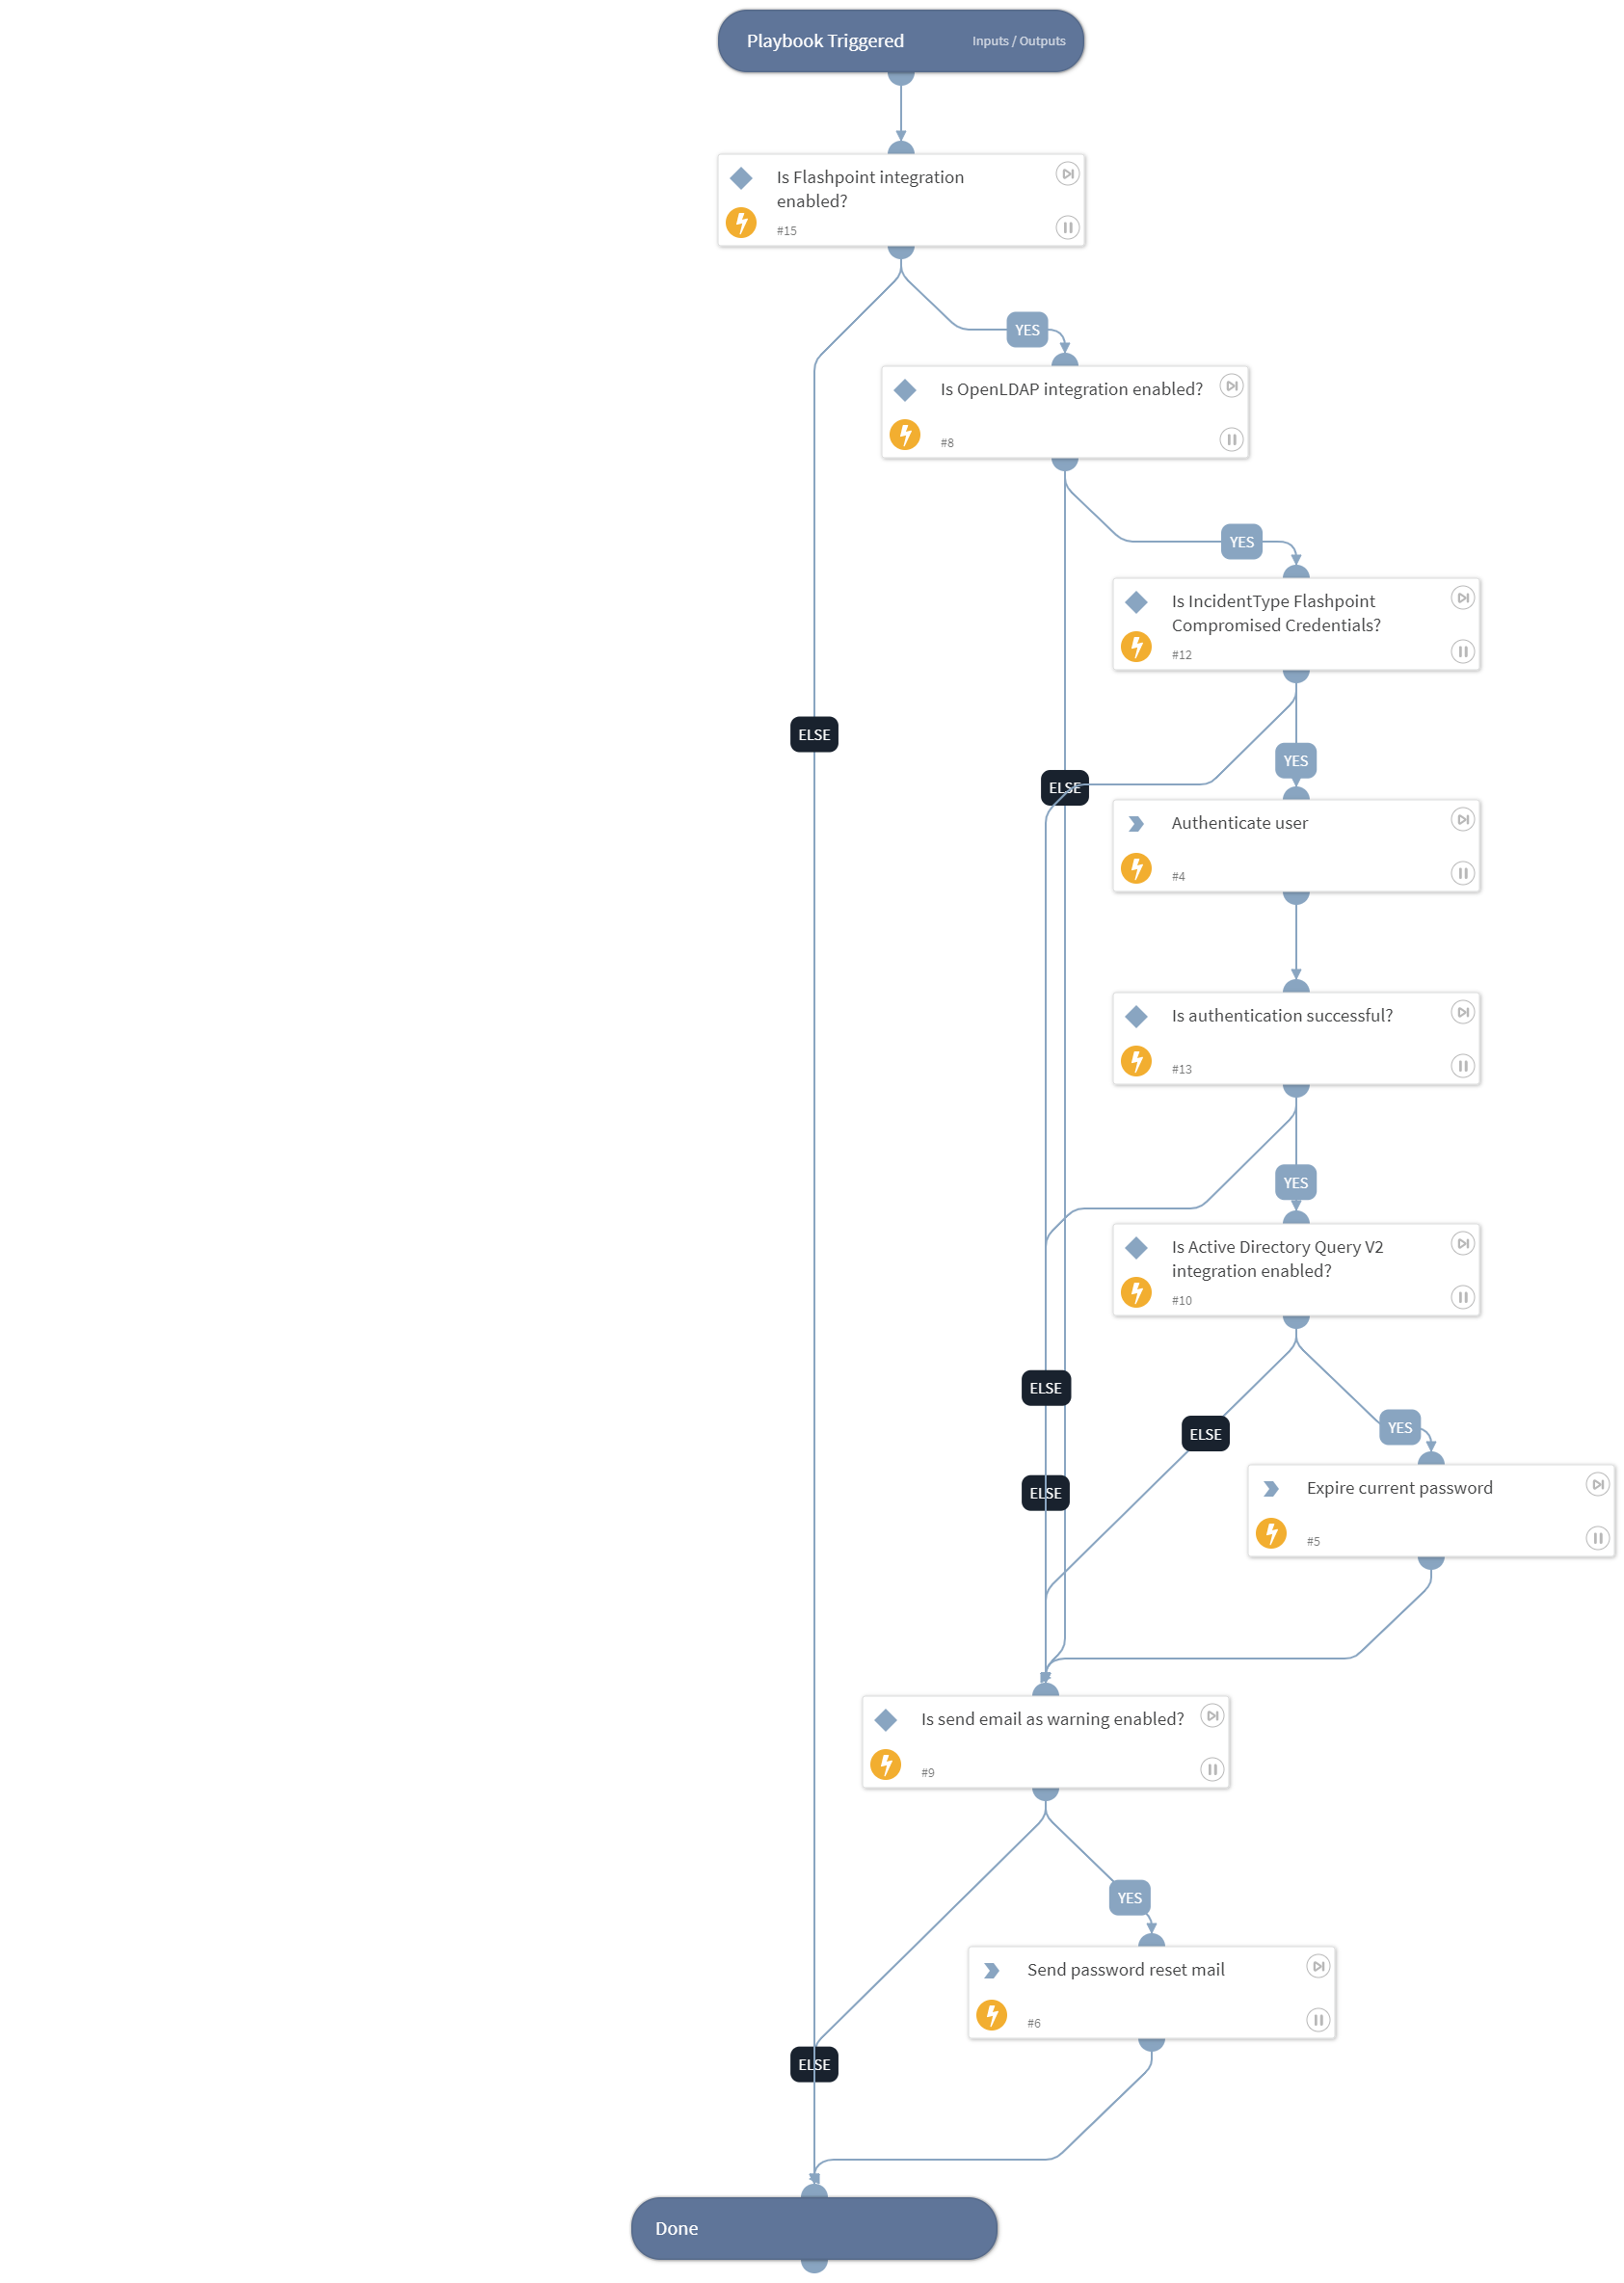 Playbook Triggered
Inputs / Outputs
Is Flashpoint integration
enabled?
#15
YES
Is OpenLDAP integration enabled?
#8
YES
Is IncidentType Flashpoint
Compromised Credentials?
#12
ELSE
YES
ELSE
Authenticate user
#4
Is authentication successful?
#13
YES
Is Active Directory Query V2
integration enabled?
#10
ELSE
YES
ELSE
Expire current password
ELSE
#5
Is send email as warning enabled?
#9
YES
Send password reset mail
#6
ELSE
Done